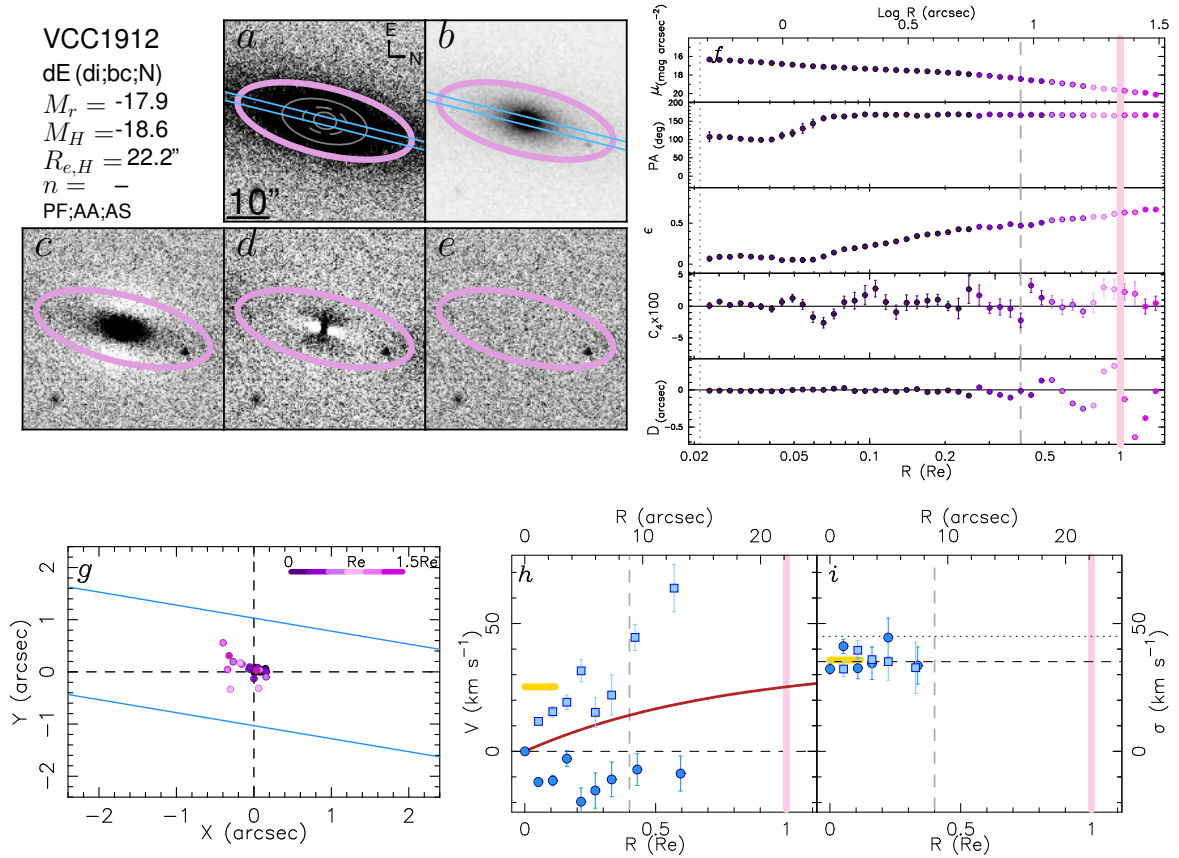 VCC1912
dE (di;bc;N)
M_r = -17.9
M_H = -18.6
R_{e,H} = 22.2"
n = –
PF;AA;AS
a
E
N
10"
b
c
d
e
Log R (arcsec)
0 0.5 1 1.5
f
μ(mag arcsec⁻²)
16
18
20
PA (deg)
200
150
100
50
0
ϵ
0.5
0
C₄x100
5
0
-5
D (arcsec)
0
-0.5
0.02 0.05 0.1 0.2 0.5 1
R (Re)
g
0 Re 1.5Re
Y (arcsec)
2
1
0
-1
-2
-2 -1 0 1 2
X (arcsec)
R (arcsec)
0 10 20
h
V (km s⁻¹)
50
0
0 0.5 1
R (Re)
R (arcsec)
0 10 20
i
σ (km s⁻¹)
50
0
0 0.5 1
R (Re)